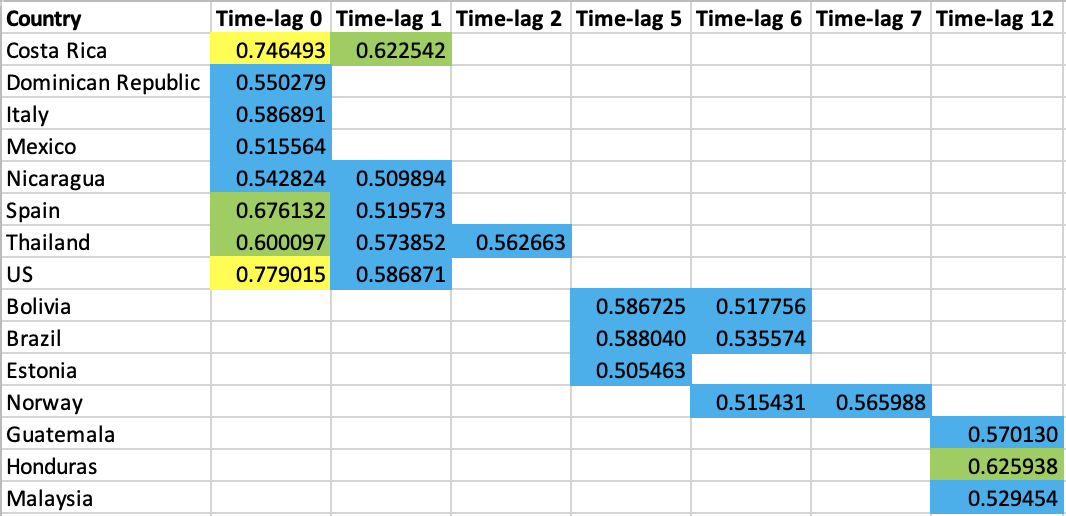 Country Time-lag 0 Time-lag 1 Time-lag 2 Time-lag 5 Time-lag 6 Time-lag 7 Time-lag 12
Costa Rica 0.746493 0.622542
Dominican Republic 0.550279
Italy 0.586891
Mexico 0.515564
Nicaragua 0.542824 0.509894
Spain 0.676132 0.519573
Thailand 0.600097 0.573852 0.562663
US 0.779015 0.586871
Bolivia 0.586725 0.517756
Brazil 0.588040 0.535574
Estonia 0.505463
Norway 0.515431 0.565988
Guatemala 0.570130
Honduras 0.625938
Malaysia 0.529454